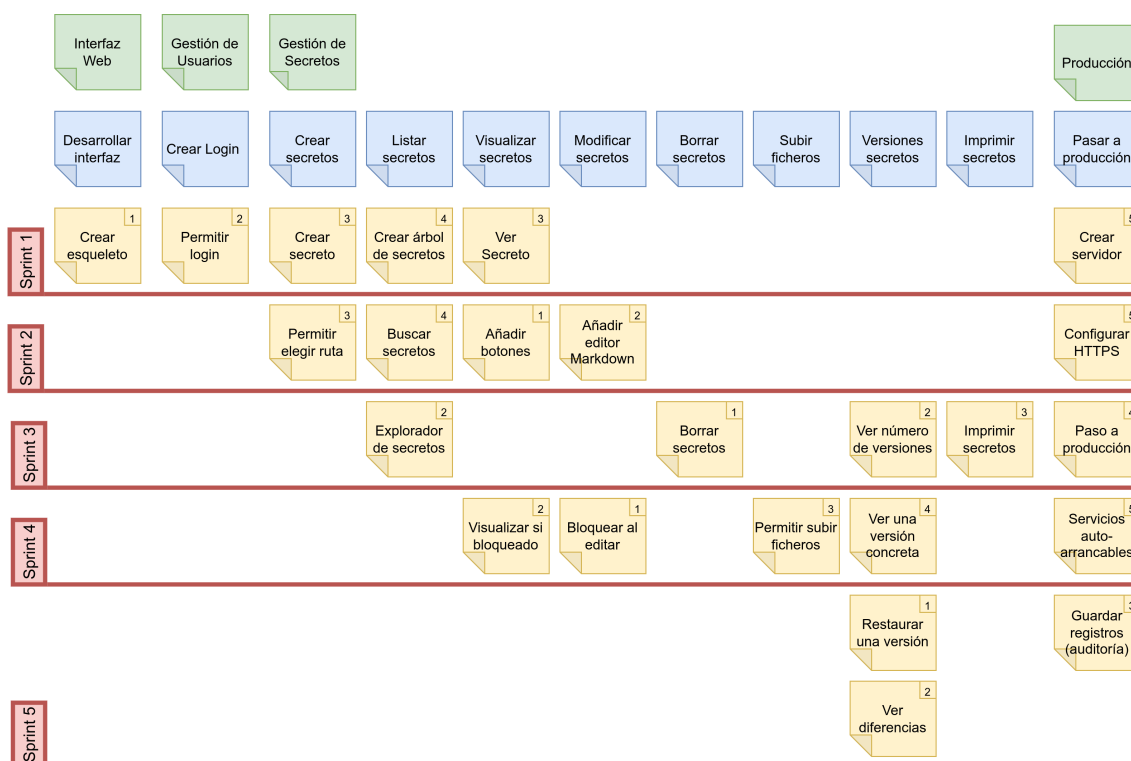 Interfaz
Web
Gestión de
Usuarios
Gestión de
Secretos
Producción
Desarrollar
interfaz
Crear Login
Crear
secretos
Listar
secretos
Visualizar
secretos
Modificar
secretos
Borrar
secretos
Subir
ficheros
Versiones
secretos
Imprimir
secretos
Pasar a
producción
Sprint 1
1
Crear
esqueleto
2
Permitir
login
3
Crear
secreto
4
Crear árbol
de secretos
3
Ver
Secreto
5
Crear
servidor
Sprint 2
3
Permitir
elegir ruta
4
Buscar
secretos
1
Añadir
botones
2
Añadir
editor
Markdown
5
Configurar
HTTPS
Sprint 3
2
Explorador
de secretos
1
Borrar
secretos
2
Ver número
de versiones
3
Imprimir
secretos
4
Paso a
producción
Sprint 4
2
Visualizar si
bloqueado
1
Bloquear al
editar
3
Permitir subir
ficheros
4
Ver una
versión
concreta
5
Servicios
auto-
arrancables
Sprint 5
1
Restaurar
una versión
3
Guardar
registros
(auditoría)
2
Ver
diferencias